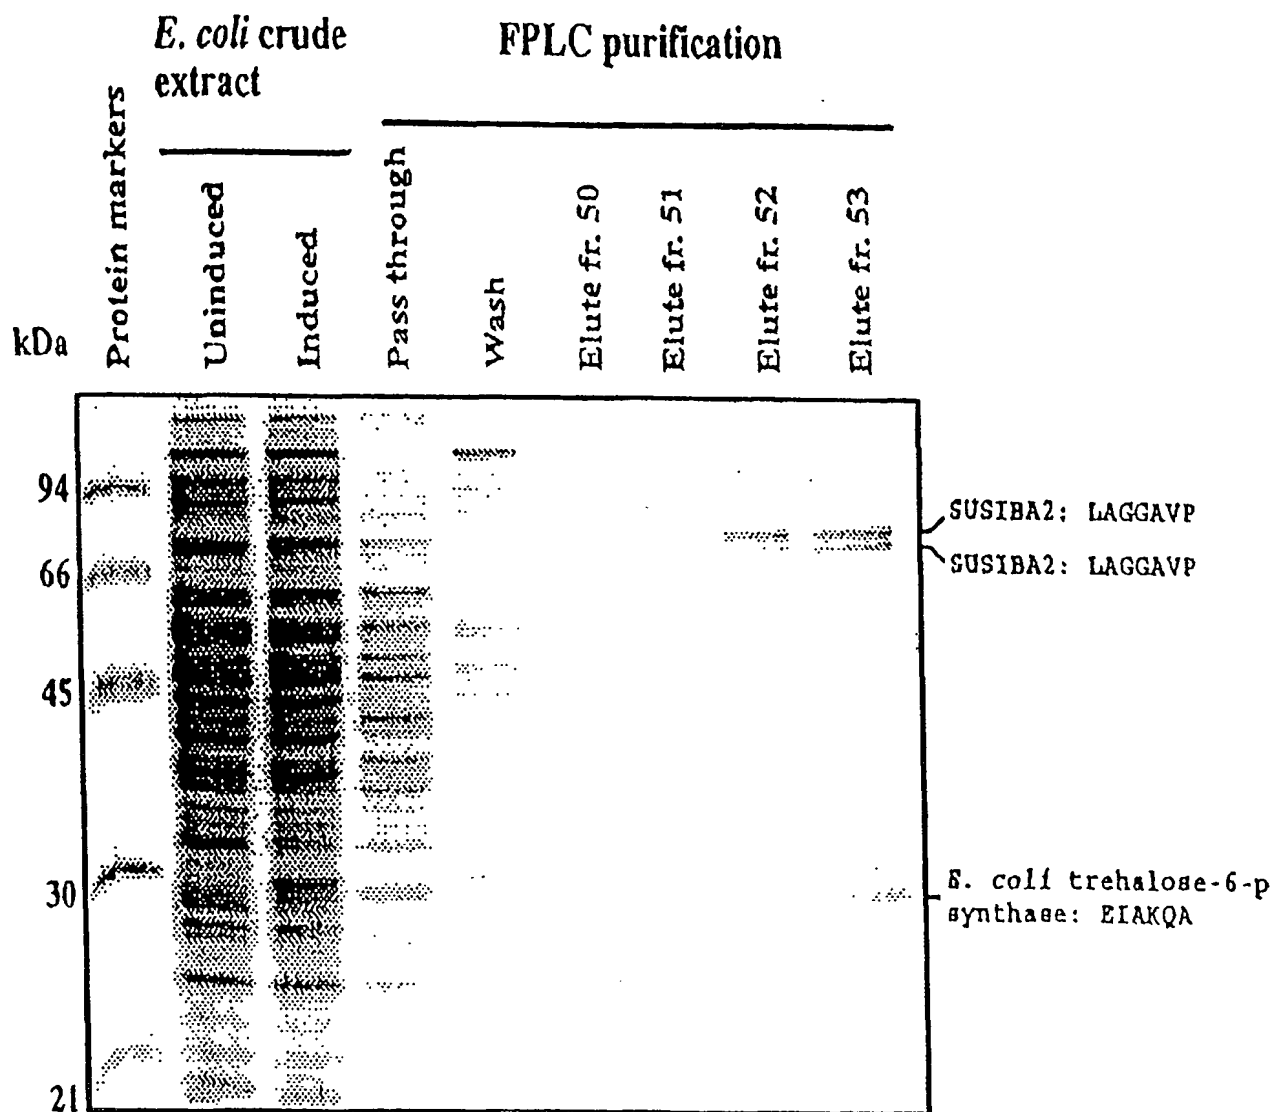 E. coli crude
extract
FPLC purification
kDa
Protein markers
Uninduced
Induced
Pass through
Wash
Elute fr. 50
Elute fr. 51
Elute fr. 52
Elute fr. 53
94
66
45
30
21
SUSIBA2: LAGGAVP
SUSIBA2: LAGGAVP
E. coli trehalose-6-p
synthase: EIAKQA